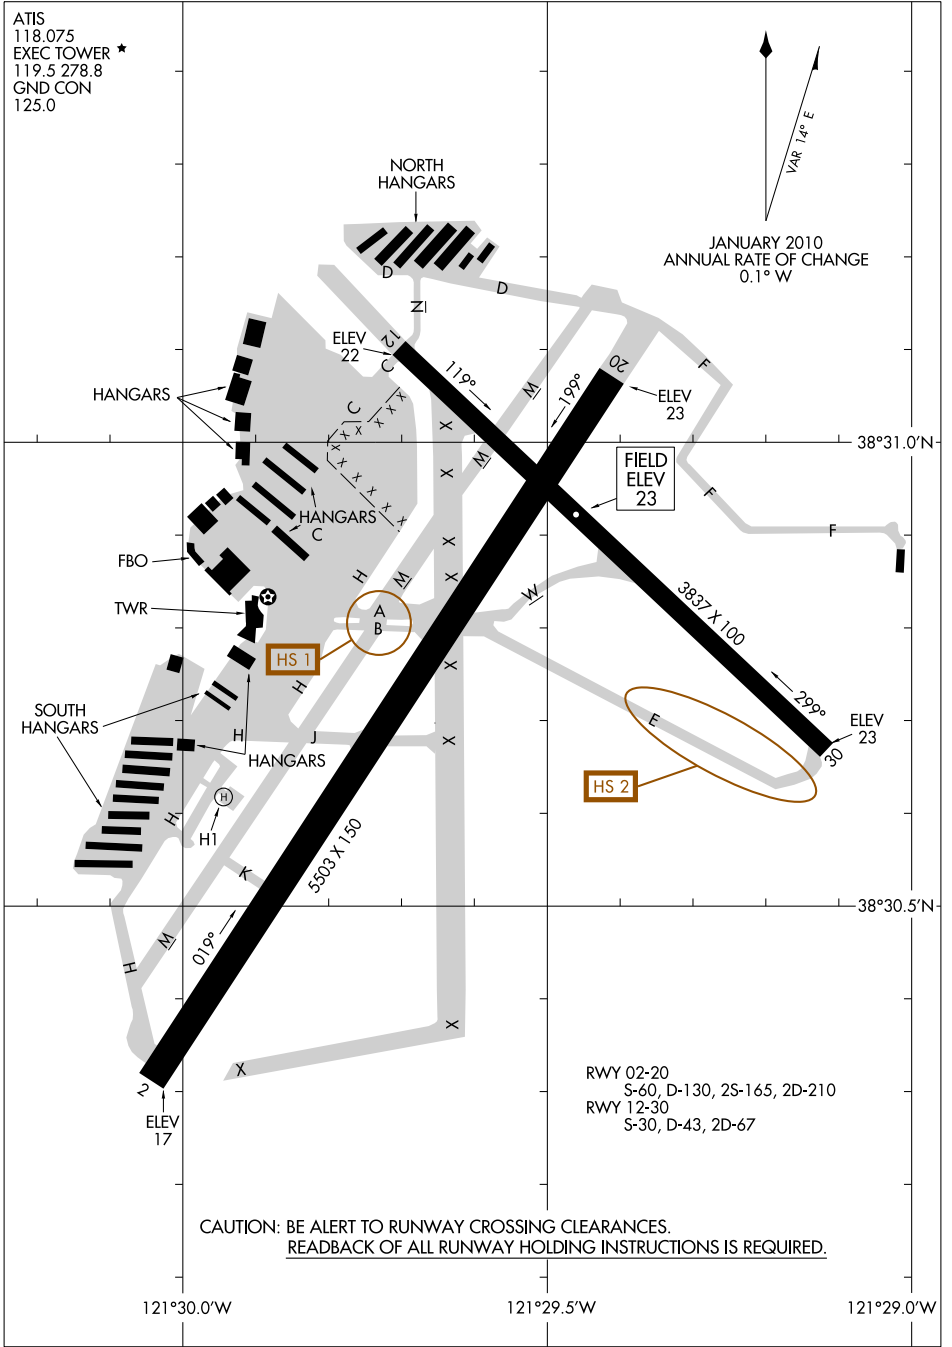 ATIS
118.075
EXEC TOWER ★
119.5 278.8
GND CON
125.0
VAR 14° E
JANUARY 2010
ANNUAL RATE OF CHANGE
0.1° W
NORTH
HANGARS
D
D
N
12
ELEV
22
C
119°
M
199°
20
F
ELEV
23
HANGARS
C
x x x x x x
x x x x x x
X
X
M
38°31.0'N
FIELD
ELEV
23
F
F
HANGARS
C
FBO
H
M
X
X
W
3837 X 100
TWR
A
B
HS 1
H
X
299°
E
ELEV
23
30
SOUTH
HANGARS
H
J
X
HANGARS
HS 2
H
H
H1
5503 X 150
K
38°30.5'N
M
019°
H
X
X
2
ELEV
17
RWY 02-20
S-60, D-130, 2S-165, 2D-210
RWY 12-30
S-30, D-43, 2D-67
CAUTION: BE ALERT TO RUNWAY CROSSING CLEARANCES.
READBACK OF ALL RUNWAY HOLDING INSTRUCTIONS IS REQUIRED.
121°30.0'W
121°29.5'W
121°29.0'W